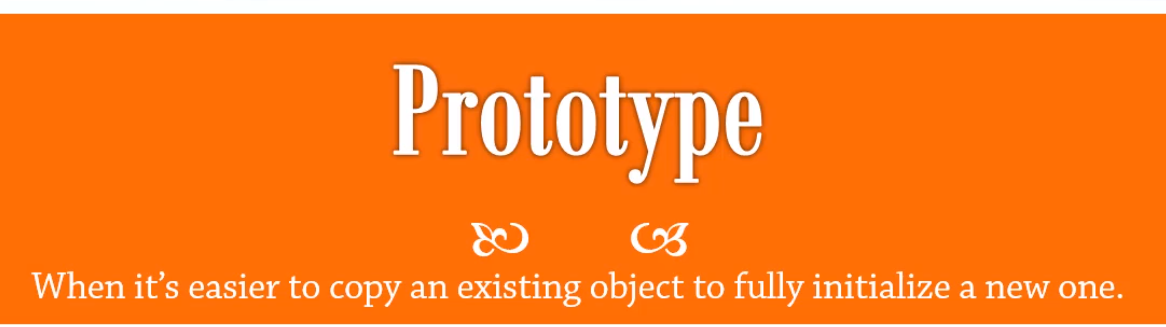 Prototype
When it’s easier to copy an existing object to fully initialize a new one.